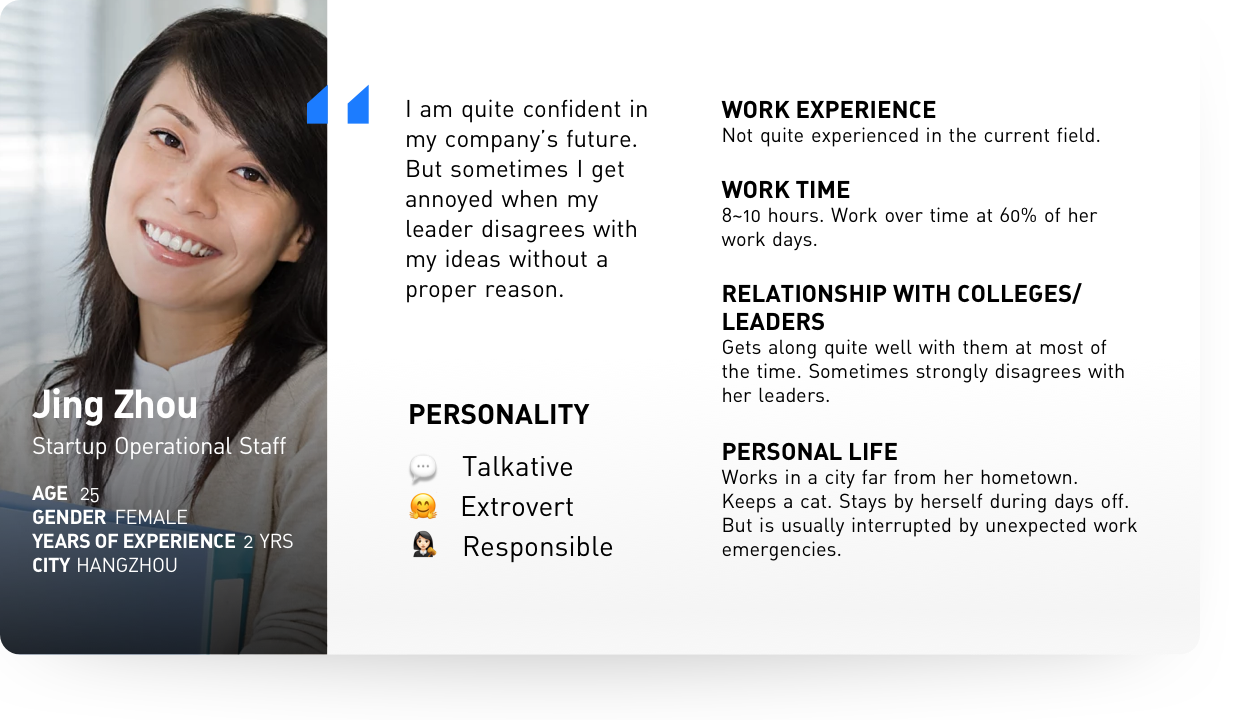 Jing Zhou
Startup Operational Staff
AGE 25
GENDER FEMALE
YEARS OF EXPERIENCE 2 YRS
CITY HANGZHOU
I am quite confident in
my company’s future.
But sometimes I get
annoyed when my
leader disagrees with
my ideas without a
proper reason.
PERSONALITY
Talkative
Extrovert
Responsible
WORK EXPERIENCE
Not quite experienced in the current field.
WORK TIME
8~10 hours. Work over time at 60% of her
work days.
RELATIONSHIP WITH COLLEGES/
LEADERS
Gets along quite well with them at most of
the time. Sometimes strongly disagrees with
her leaders.
PERSONAL LIFE
Works in a city far from her hometown.
Keeps a cat. Stays by herself during days off.
But is usually interrupted by unexpected work
emergencies.